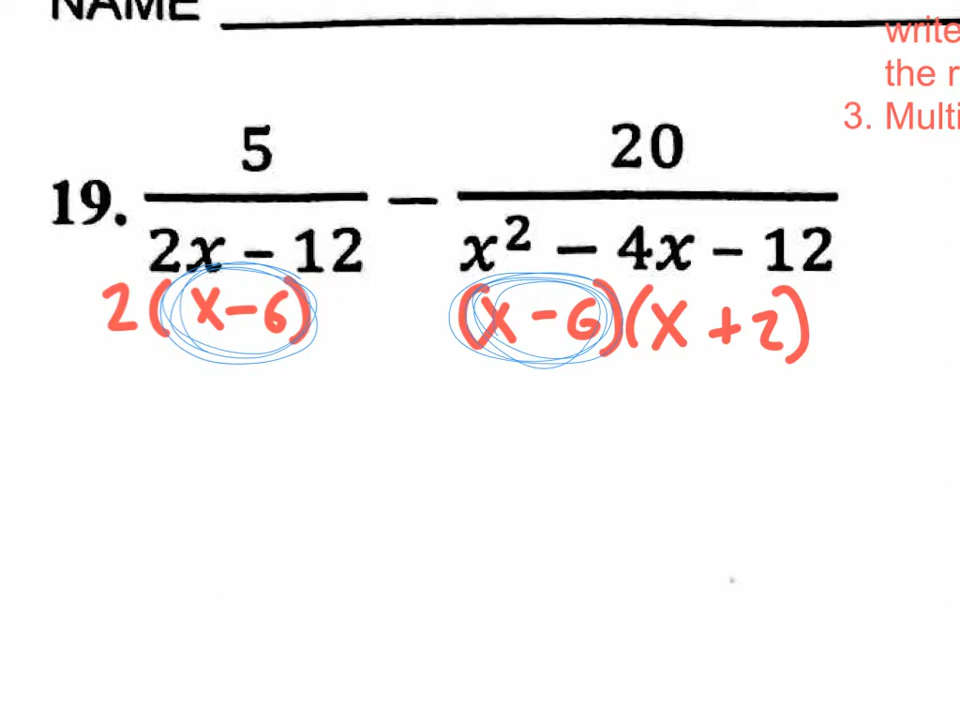 NAME
write
the r
3. Multi
19. 5/(2x − 12) − 20/(x² − 4x − 12)
2(x-6) (x-6)(x+2)